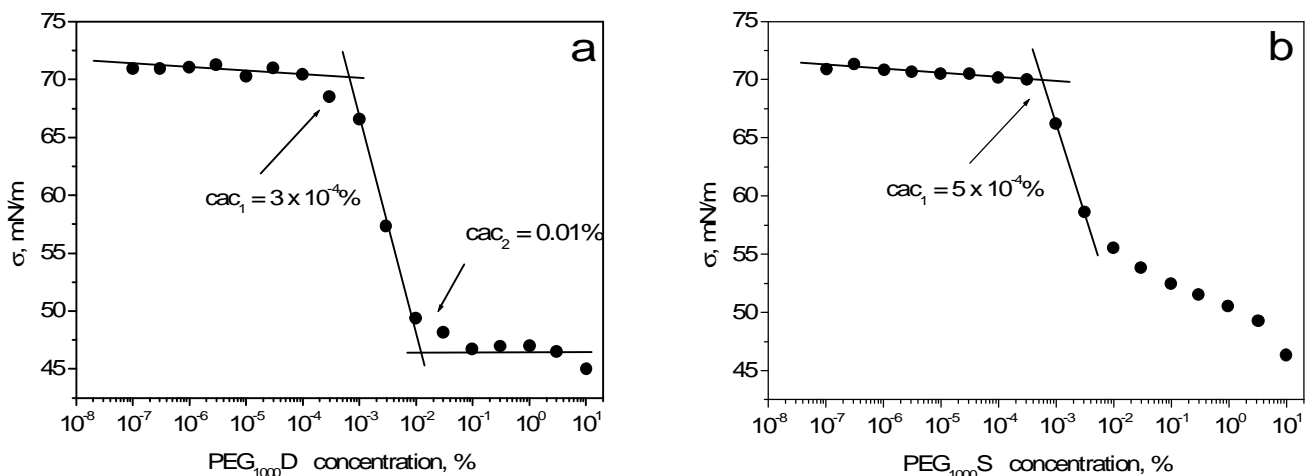 a
75
70
65
60
55
50
45
σ, mN/m
cac₁ = 3 x 10⁻⁴%
cac₂ = 0.01%
10⁻⁸ 10⁻⁷ 10⁻⁶ 10⁻⁵ 10⁻⁴ 10⁻³ 10⁻² 10⁻¹ 10⁰ 10¹
PEG₁₀₀₀D concentration, %
b
75
70
65
60
55
50
45
σ, mN/m
cac₁ = 5 x 10⁻⁴%
10⁻⁸ 10⁻⁷ 10⁻⁶ 10⁻⁵ 10⁻⁴ 10⁻³ 10⁻² 10⁻¹ 10⁰ 10¹
PEG₁₀₀₀S concentration, %